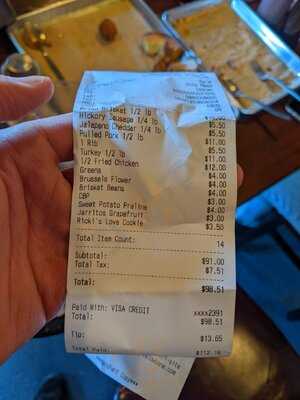 Brisket 1/2 lb
Hickory Sausage 1/4 lb $5.50
Jalapeno Cheddar 1/4 lb $5.50
Pulled Pork 1/2 lb $11.00
1 Rib $5.50
Turkey 1/2 lb $11.00
1/2 Fried Chicken $12.00
Greens $4.00
Brussels Flower $4.00
Brisket Beans $4.00
CBP $3.00
Sweet Potato Praline $4.00
Jarritos Grapefruit $3.00
Ricki's Love Cookie $3.50
Total Item Count: 14
Subtotal: $91.00
Total Tax: $7.51
Total: $98.51
Paid With: VISA CREDIT xxxx2391
Total: $98.51
Tip: $13.65
Total Paid: $112.16